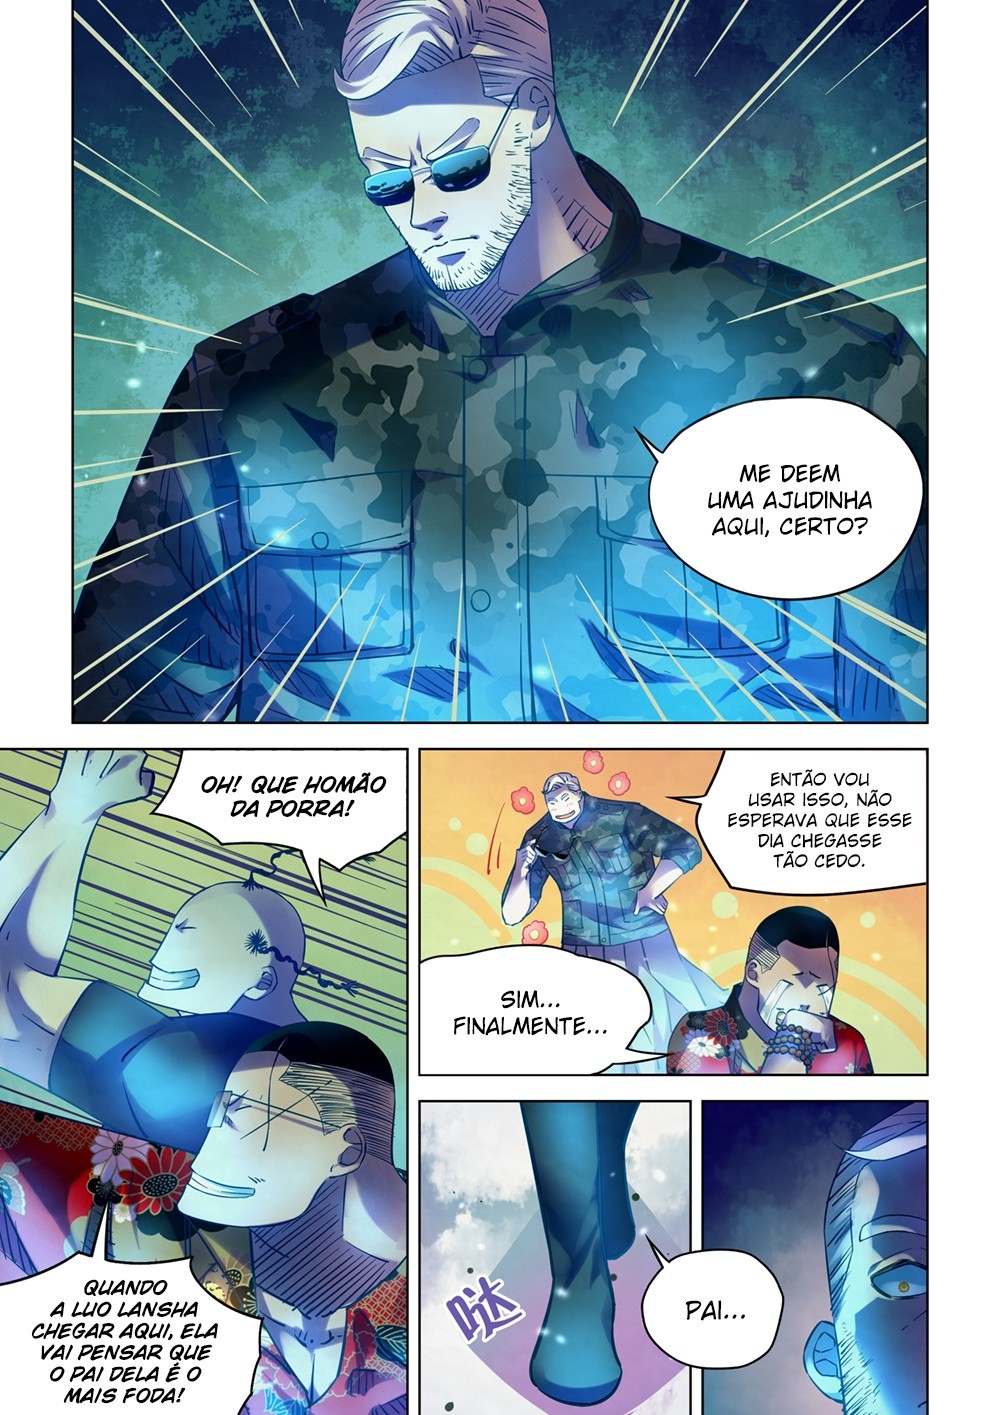 ME DEEM
UMA AJUDINHA
AQUI, CERTO?
OH! QUE HOMÃO
DA PORRA!
ENTÃO VOU
USAR ISSO, NÃO
ESPERAVA QUE ESSE
DIA CHEGASSE
TÃO CEDO.
SIM...
FINALMENTE...
QUANDO
A LUO LANSHA
CHEGAR AQUI, ELA
VAI PENSAR QUE
O PAI DELA É O
MAIS FODA!
哒
PAI...